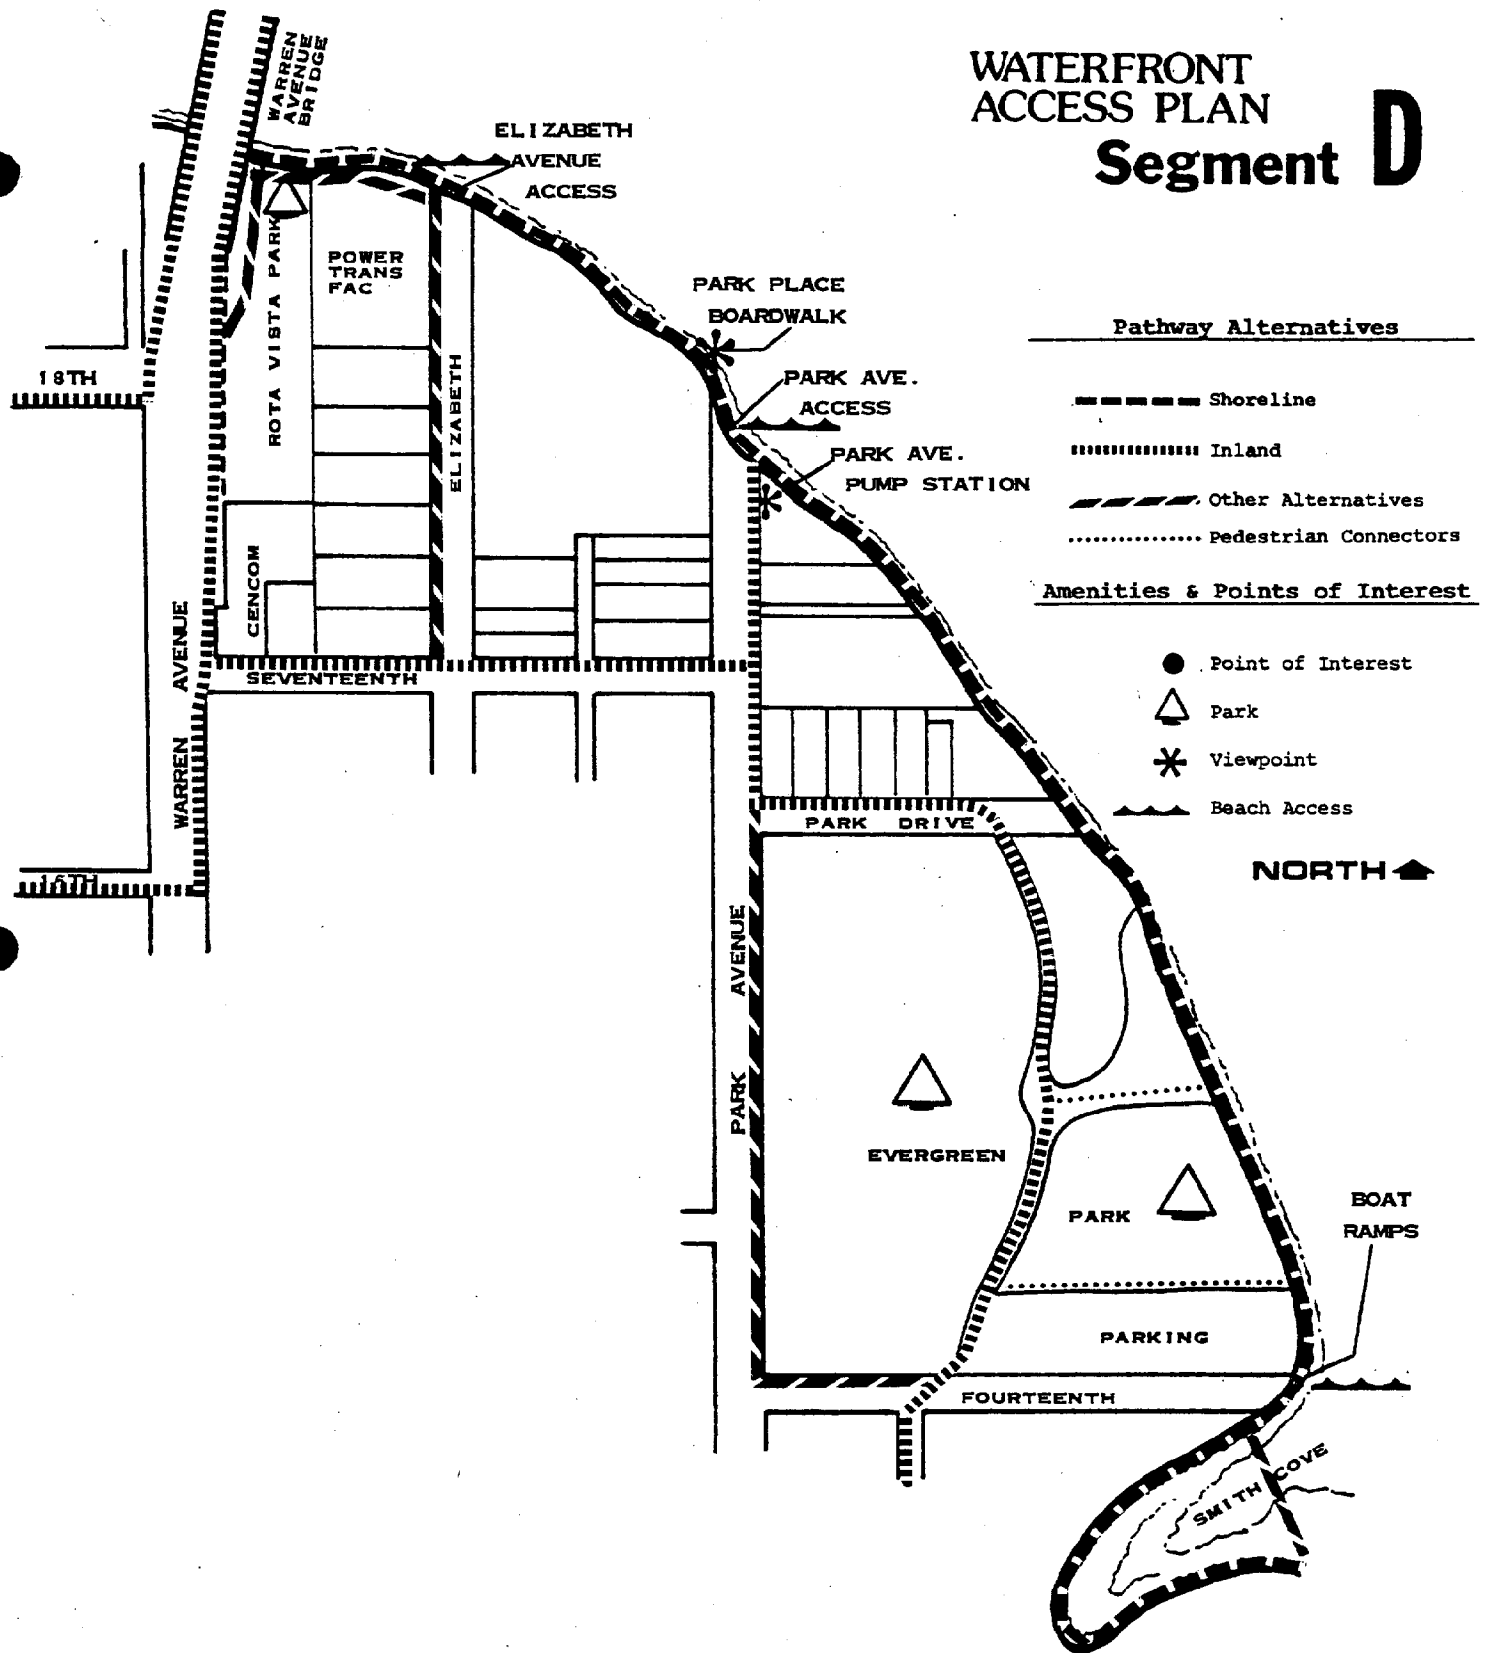 WATERFRONT
ACCESS PLAN
Segment D
WARREN
AVENUE
BRIDGE
ELIZABETH
AVENUE
ACCESS
PARK PLACE
BOARDWALK
PARK AVE.
ACCESS
PARK AVE.
PUMP STATION
POWER
TRANS
FAC
ROTA VISTA PARK
ELIZABETH
18TH
CENCOM
SEVENTEENTH
WARREN AVENUE
Pathway Alternatives
Shoreline
Inland
Other Alternatives
Pedestrian Connectors
Amenities & Points of Interest
Point of Interest
Park
Viewpoint
Beach Access
NORTH
PARK DRIVE
PARK AVENUE
EVERGREEN
PARK
BOAT
RAMPS
PARKING
FOURTEENTH
SMITH COVE